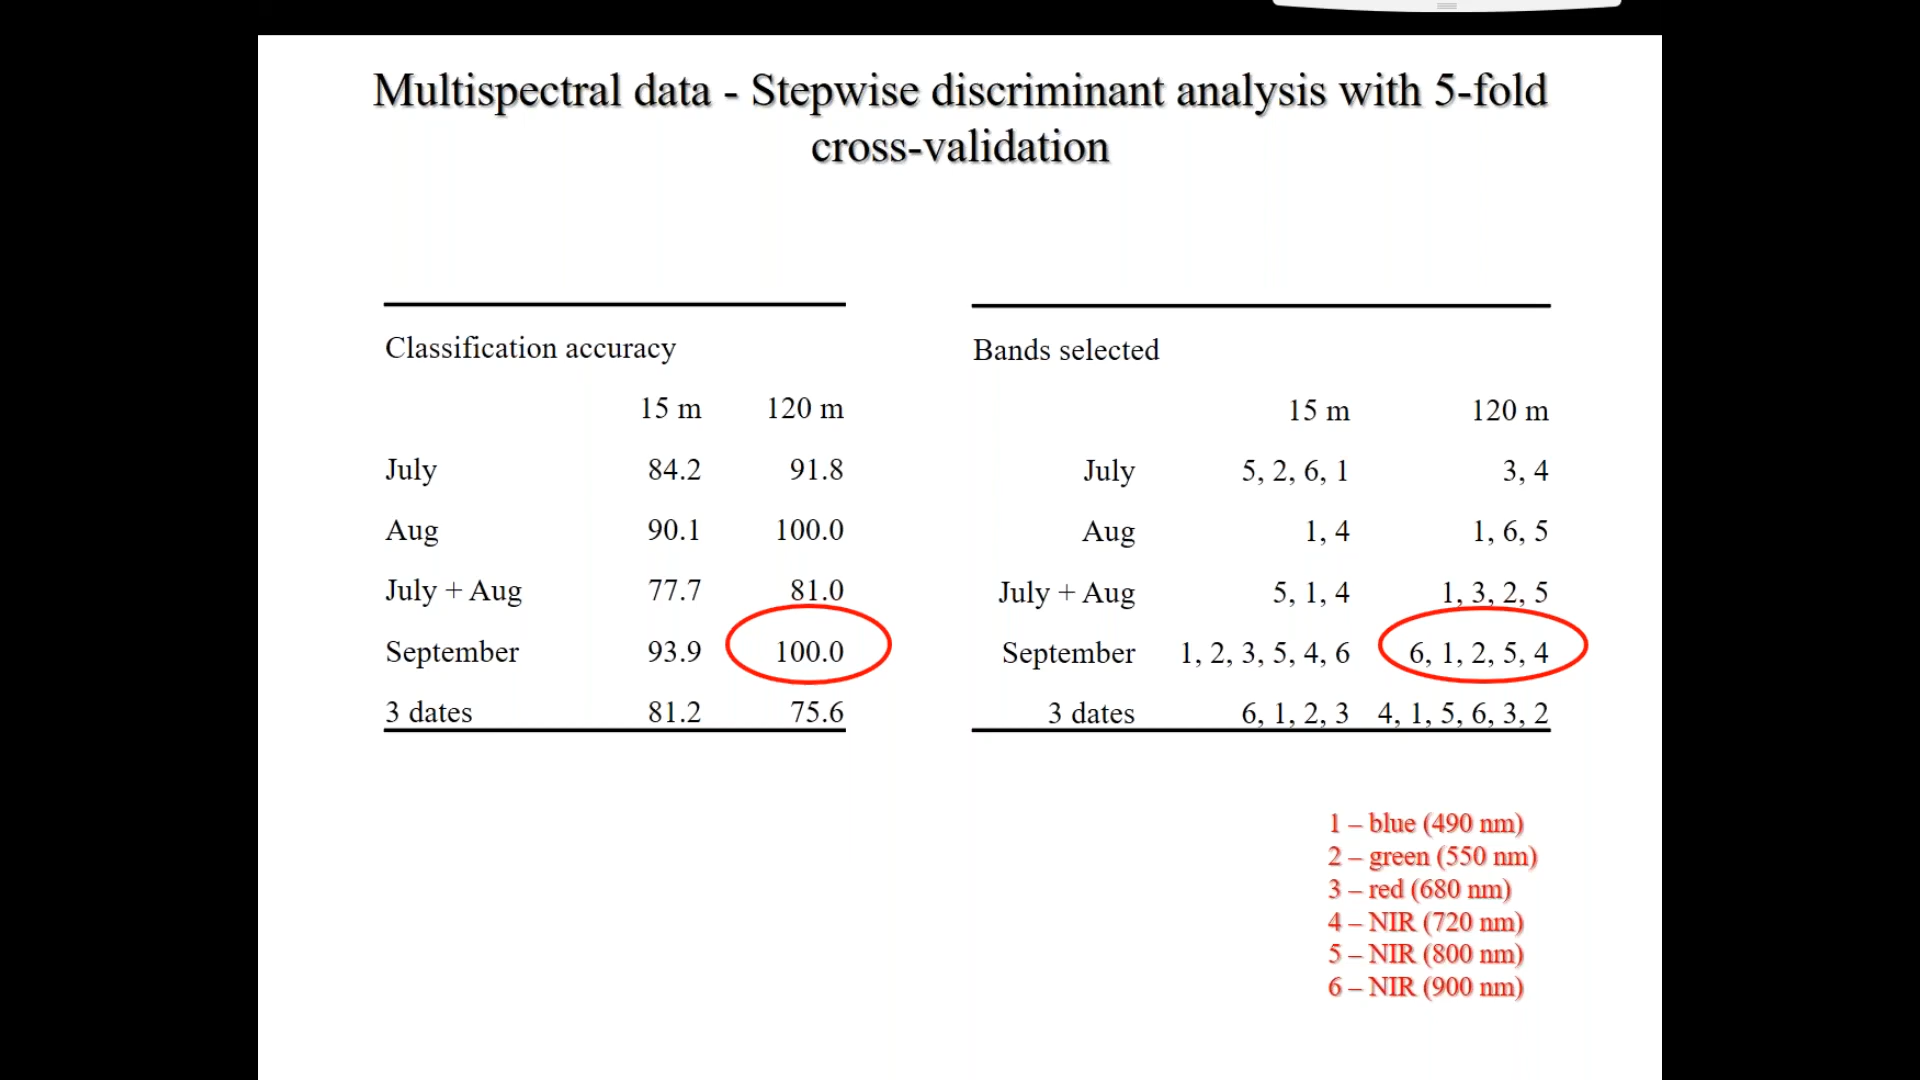 Multispectral data - Stepwise discriminant analysis with 5-fold
cross-validation
Classification accuracy
15 m 120 m
July 84.2 91.8
Aug 90.1 100.0
July + Aug 77.7 81.0
September 93.9 100.0
3 dates 81.2 75.6
Bands selected
15 m 120 m
July 5, 2, 6, 1 3, 4
Aug 1, 4 1, 6, 5
July + Aug 5, 1, 4 1, 3, 2, 5
September 1, 2, 3, 5, 4, 6 6, 1, 2, 5, 4
3 dates 6, 1, 2, 3 4, 1, 5, 6, 3, 2
1 – blue (490 nm)
2 – green (550 nm)
3 – red (680 nm)
4 – NIR (720 nm)
5 – NIR (800 nm)
6 – NIR (900 nm)